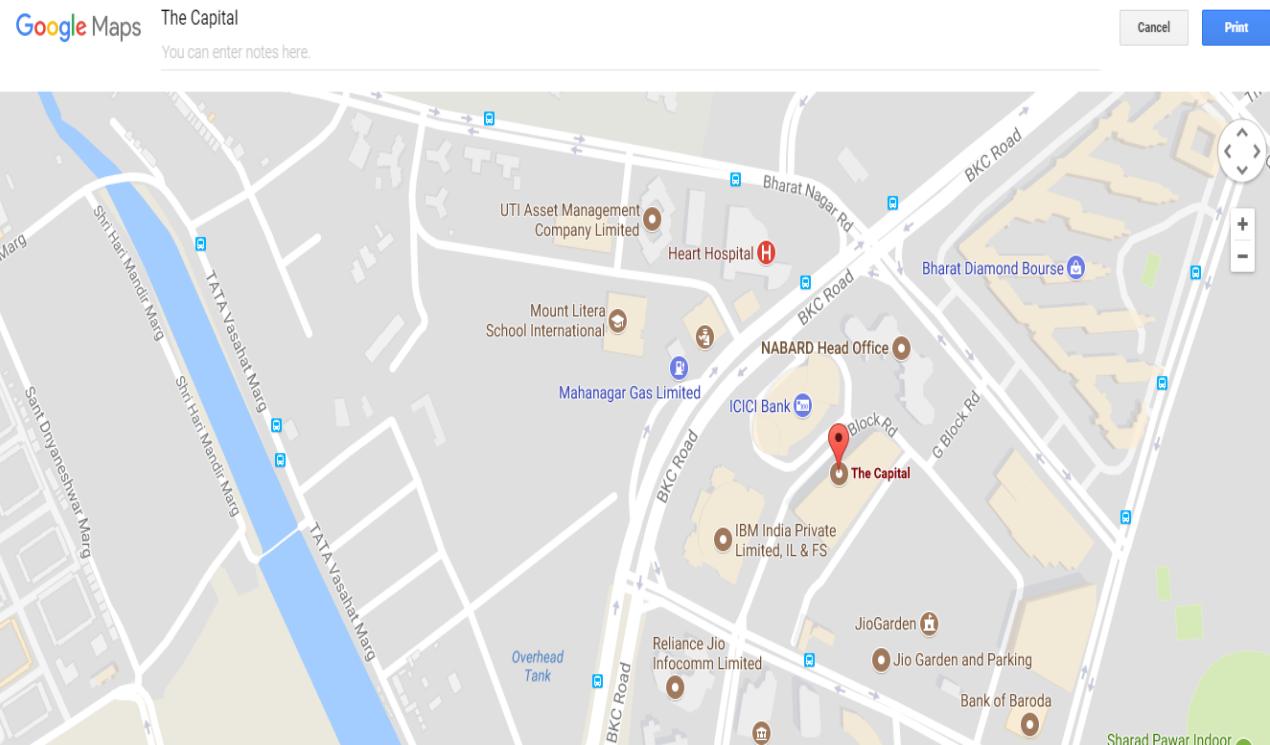 Google Maps
The Capital
You can enter notes here.
Cancel
Print
BKC Road
Bharat Nagar Rd
UTI Asset Management
Company Limited
Heart Hospital
Bharat Diamond Bourse
Marg
Shri Hari Mandir Marg
TATA Vasahat Marg
BKC Road
Mount Litera
School International
NABARD Head Office
Mahanagar Gas Limited
ICICI Bank
Block Rd
G Block Rd
Sant Dnyaneshwar Marg
Shri Hari Mandir Marg
BKC Road
The Capital
TATA Vasahat Marg
IBM India Private
Limited, IL & FS
JioGarden
Reliance Jio
Infocomm Limited
Jio Garden and Parking
Overhead
Tank
BKC Road
Bank of Baroda
Sharad Pawar Indoor